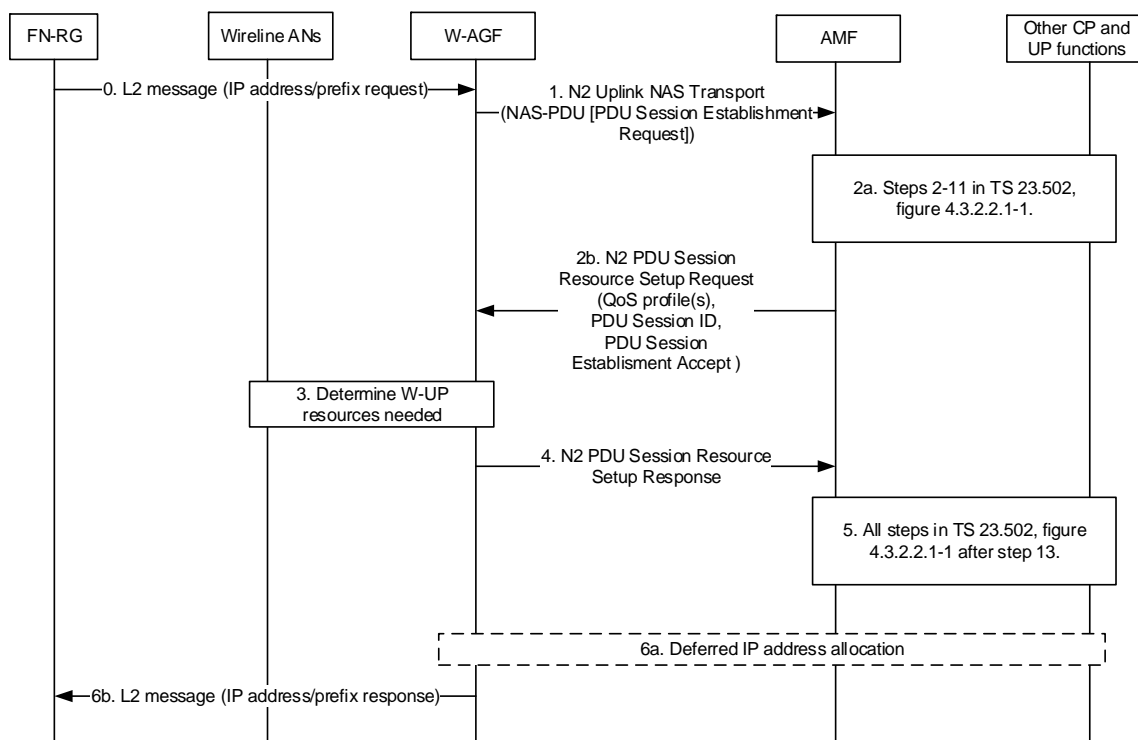 FN-RG
Wireline ANs
W-AGF
AMF
Other CP and
UP functions
0. L2 message (IP address/prefix request)
1. N2 Uplink NAS Transport
(NAS-PDU [PDU Session Establishment
Request])
2a. Steps 2-11 in TS 23.502,
figure 4.3.2.2.1-1.
2b. N2 PDU Session
Resource Setup Request
(QoS profile(s),
PDU Session ID,
PDU Session
Establisment Accept )
3. Determine W-UP
resources needed
4. N2 PDU Session Resource
Setup Response
5. All steps in TS 23.502, figure
4.3.2.2.1-1 after step 13.
6a. Deferred IP address allocation
6b. L2 message (IP address/prefix response)